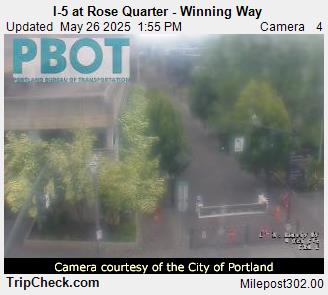 I-5 at Rose Quarter - Winning Way
Updated May 26 2025 1:55 PM Camera 4
PBOT
PORTLAND BUREAU OF TRANSPORTATION
Camera courtesy of the City of Portland
TripCheck.com Milepost302.00